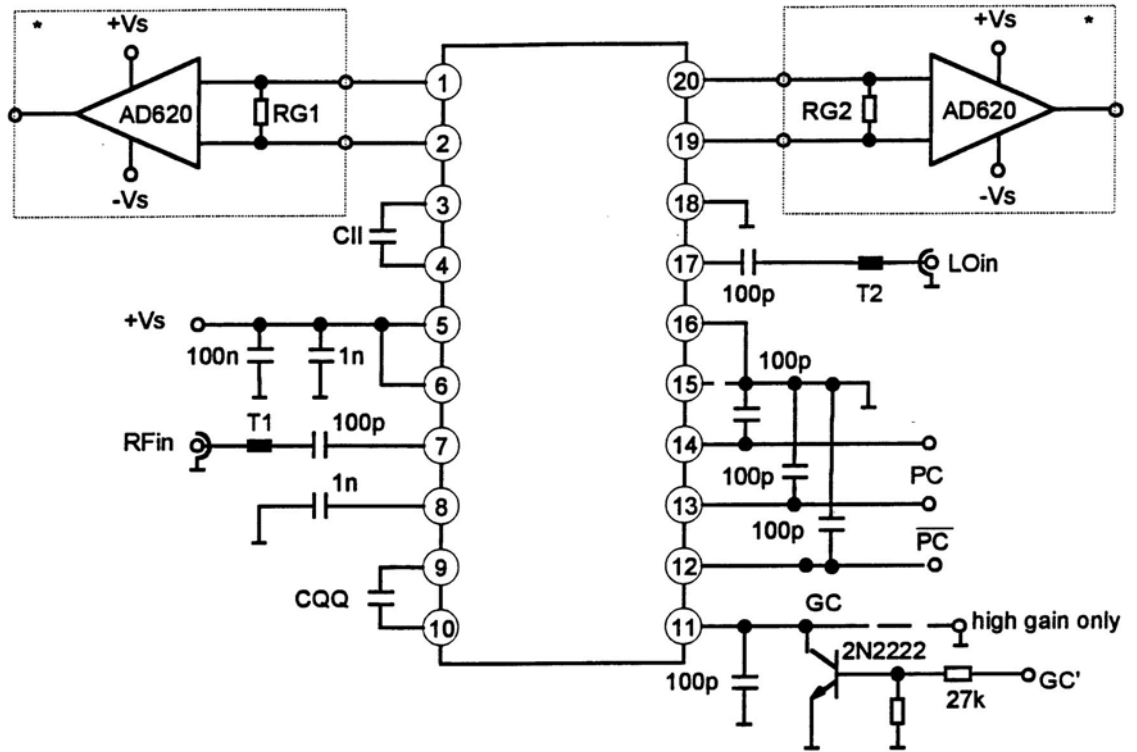 * +Vs
+Vs *
AD620
RG1
-Vs
RG2
AD620
-Vs
1
20
2
19
3
18
CII
4
17
100p
T2
LOin
+Vs
5
16
100n
1n
100p
6
15
RFin
T1
100p
7
14
100p
PC
1n
8
13
100p
P̅C̅
9
12
CQQ
10
11
GC
high gain only
100p
2N2222
27k
GC'